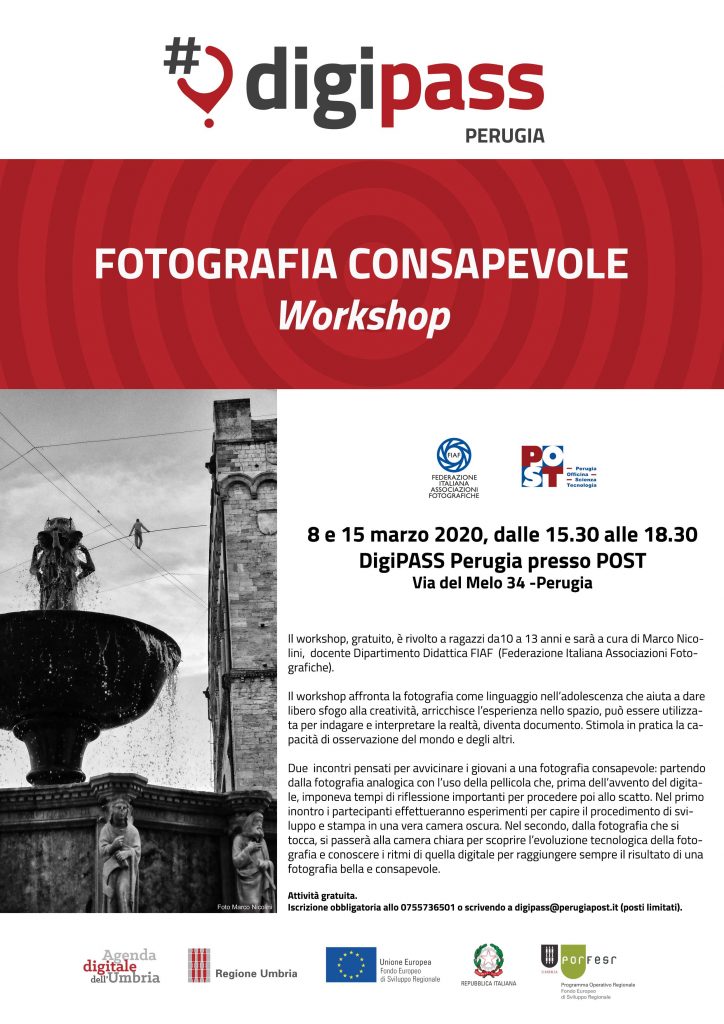 #digipass
PERUGIA
FOTOGRAFIA CONSAPEVOLE
Workshop
FIAF
FEDERAZIONE
ITALIANA
ASSOCIAZIONI
FOTOGRAFICHE
POST
Perugia
Officina
Scienza
Tecnologia
8 e 15 marzo 2020, dalle 15.30 alle 18.30
DigiPASS Perugia presso POST
Via del Melo 34 -Perugia
Il workshop, gratuito, è rivolto a ragazzi da10 a 13 anni e sarà a cura di Marco Nico-
lini, docente Dipartimento Didattica FIAF (Federazione Italiana Associazioni Foto-
grafiche).
Il workshop affronta la fotografia come linguaggio nell'adolescenza che aiuta a dare
libero sfogo alla creatività, arricchisce l'esperienza nello spazio, può essere utilizza-
ta per indagare e interpretare la realtà, diventa documento. Stimola in pratica la ca-
pacità di osservazione del mondo e degli altri.
Due incontri pensati per avvicinare i giovani a una fotografia consapevole: partendo
dalla fotografia analogica con l'uso della pellicola che, prima dell'avvento del digita-
le, imponeva tempi di riflessione importanti per procedere poi allo scatto. Nel primo
inontro i partecipanti effettueranno esperimenti per capire il procedimento di svi-
luppo e stampa in una vera camera oscura. Nel secondo, dalla fotografia che si
tocca, si passerà alla camera chiara per scoprire l'evoluzione tecnologica della foto-
grafia e conoscere i ritmi di quella digitale per raggiungere sempre il risultato di una
fotografia bella e consapevole.
Attività gratuita.
Iscrizione obbligatoria allo 0755736501 o scrivendo a digipass@perugiapost.it (posti limitati).
Foto Marco Nicolini
Agenda
digitale
dell'Umbria
Regione Umbria
Unione Europea
Fondo Europeo
di Sviluppo Regionale
REPUBBLICA ITALIANA
porfesr
Programma Operativo Regionale
Fondo Europeo
di Sviluppo Regionale